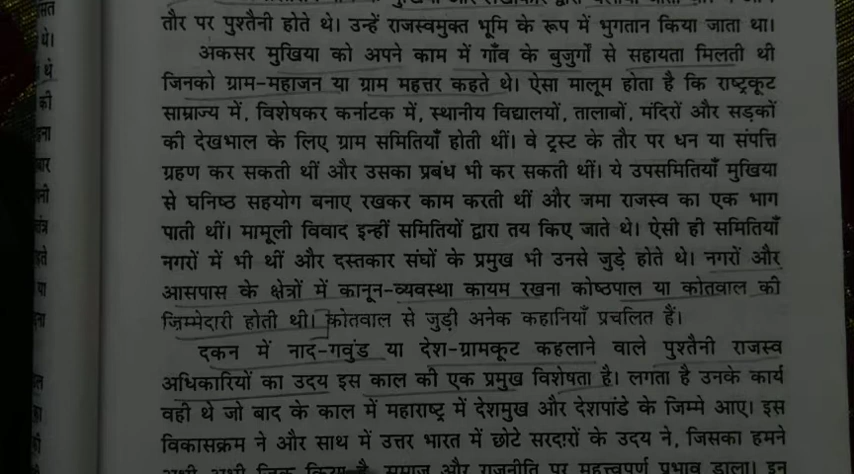 तौर पर पुश्तैनी होते थे। उन्हें राजस्वमुक्त भूमि के रूप में भुगतान किया जाता था।
अकसर मुखिया को अपने काम में गाँव के बुजुर्गों से सहायता मिलती थी
जिनको ग्राम-महाजन या ग्राम महत्तर कहते थे। ऐसा मालूम होता है कि राष्ट्रकूट
साम्राज्य में, विशेषकर कर्नाटक में, स्थानीय विद्यालयों, तालाबों, मंदिरों और सड़कों
की देखभाल के लिए ग्राम समितियाँ होती थीं। वे ट्रस्ट के तौर पर धन या संपत्ति
ग्रहण कर सकती थीं और उसका प्रबंध भी कर सकती थीं। ये उपसमितियाँ मुखिया
से घनिष्ठ सहयोग बनाए रखकर काम करती थीं और जमा राजस्व का एक भाग
पाती थीं। मामूली विवाद इन्हीं समितियों द्वारा तय किए जाते थे। ऐसी ही समितियाँ
नगरों में भी थीं और दस्तकार संघों के प्रमुख भी उनसे जुड़े होते थे। नगरों और
आसपास के क्षेत्रों में कानून-व्यवस्था कायम रखना कोष्ठपाल या कोतवाल की
ज़िम्मेदारी होती थी। कोतवाल से जुड़ी अनेक कहानियाँ प्रचलित हैं।
दकन में नाद-गवुंड या देश-ग्रामकूट कहलाने वाले पुश्तैनी राजस्व
अधिकारियों का उदय इस काल की एक प्रमुख विशेषता है। लगता है उनके कार्य
वही थे जो बाद के काल में महाराष्ट्र में देशमुख और देशपांडे के जिम्मे आए। इस
विकासक्रम ने और साथ में उत्तर भारत में छोटे सरदारों के उदय ने, जिसका हमने
समाज और राजनीति पर महत्त्वपूर्ण प्रभाव डाला। इन